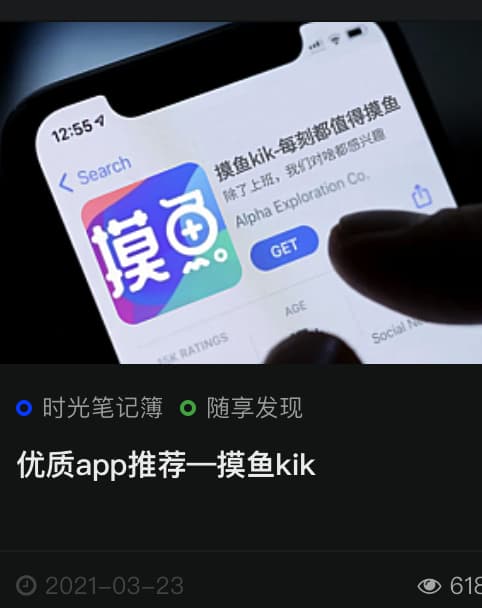 12:55
Search
摸鱼kik-每刻都值得摸鱼
除了上班，我们对啥都感兴趣
Alpha Exploration Co.
摸鱼
GET
15K RATINGS
AGE
Social
时光笔记簿 随享发现
优质app推荐—摸鱼kik
2021-03-23 618